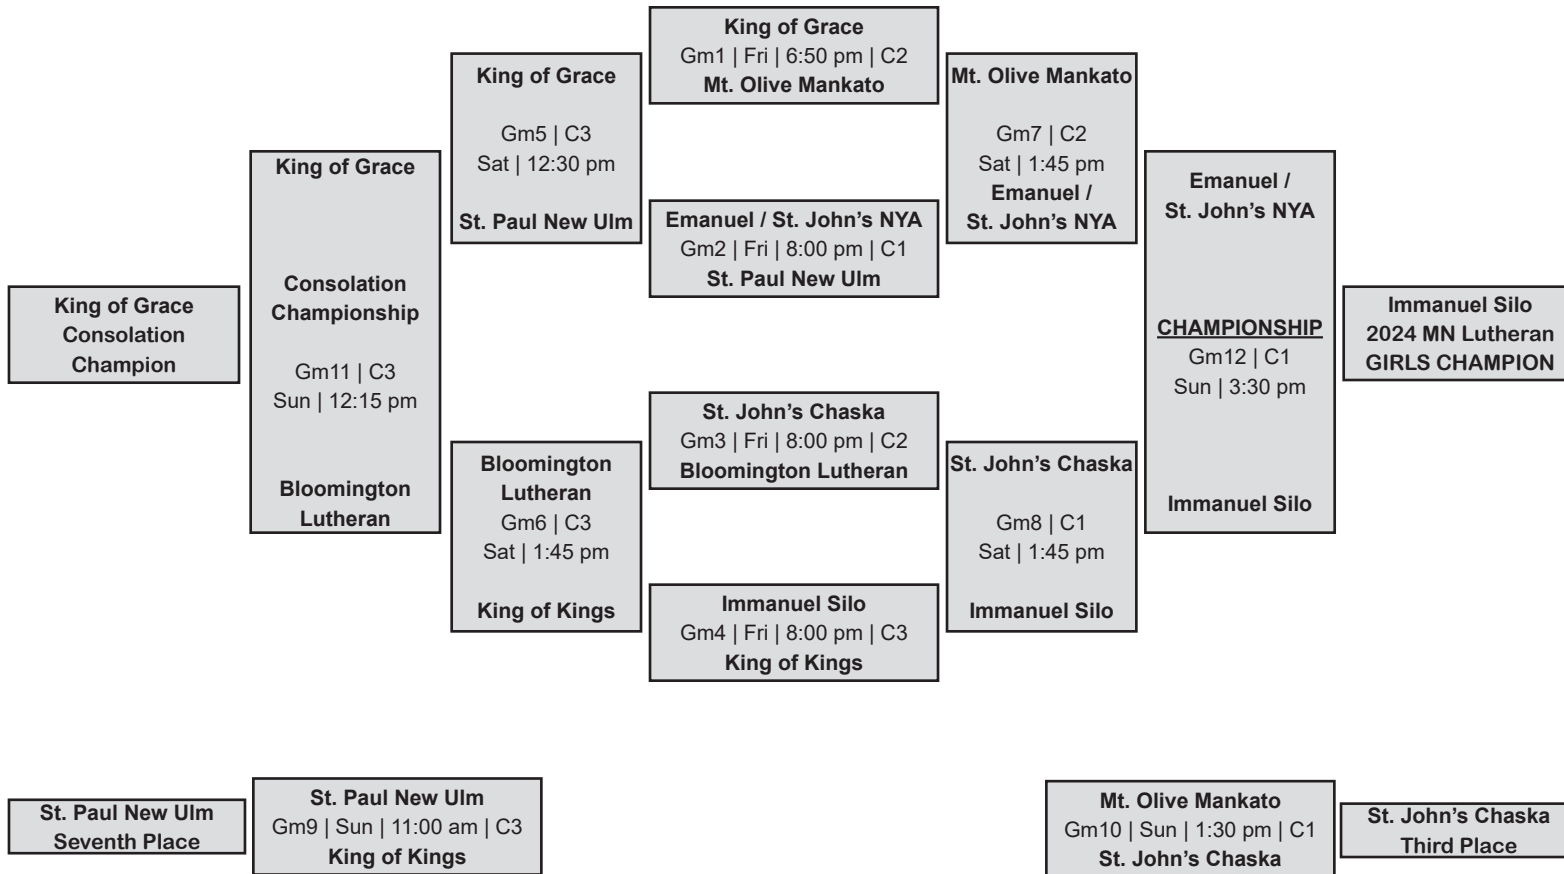 King of Grace
Gm1 | Fri | 6:50 pm | C2
Mt. Olive Mankato
King of Grace
Gm5 | C3
Sat | 12:30 pm
St. Paul New Ulm
Mt. Olive Mankato
Gm7 | C2
Sat | 1:45 pm
Emanuel /
St. John’s NYA
King of Grace
Consolation
Championship
Gm11 | C3
Sun | 12:15 pm
Bloomington
Lutheran
Emanuel / St. John’s NYA
Gm2 | Fri | 8:00 pm | C1
St. Paul New Ulm
Emanuel /
St. John’s NYA
CHAMPIONSHIP
Gm12 | C1
Sun | 3:30 pm
Immanuel Silo
King of Grace
Consolation
Champion
Immanuel Silo
2024 MN Lutheran
GIRLS CHAMPION
St. John’s Chaska
Gm3 | Fri | 8:00 pm | C2
Bloomington Lutheran
Bloomington
Lutheran
Gm6 | C3
Sat | 1:45 pm
King of Kings
St. John’s Chaska
Gm8 | C1
Sat | 1:45 pm
Immanuel Silo
Immanuel Silo
Gm4 | Fri | 8:00 pm | C3
King of Kings
St. Paul New Ulm
Seventh Place
St. Paul New Ulm
Gm9 | Sun | 11:00 am | C3
King of Kings
Mt. Olive Mankato
Gm10 | Sun | 1:30 pm | C1
St. John’s Chaska
St. John’s Chaska
Third Place